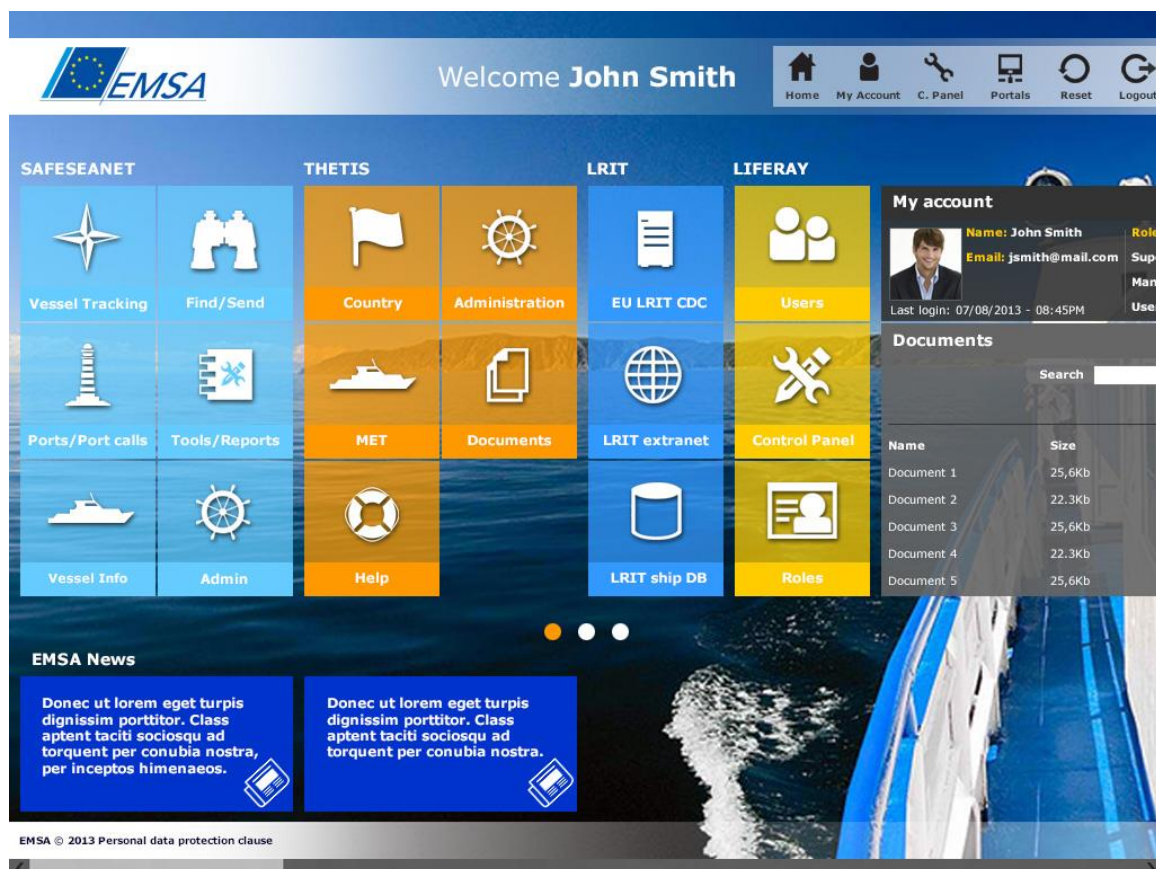 EMSA
Welcome John Smith
Home My Account C. Panel Portals Reset Logout
SAFESEANET THETIS LRIT LIFERAY
Vessel Tracking Find/Send Country Administration EU LRIT CDC Users
Ports/Port calls Tools/Reports MET Documents LRIT extranet Control Panel
Vessel Info Admin Help LRIT ship DB Roles
My account
Name: John Smith
Email: jsmith@mail.com
Last login: 07/08/2013 - 08:45PM
Documents
Search
Name Size
Document 1 25,6Kb
Document 2 22.3Kb
Document 3 25,6Kb
Document 4 22.3Kb
Document 5 25,6Kb
EMSA News
Donec ut lorem eget turpis
dignissim porttitor. Class
aptent taciti sociosqu ad
torquent per conubia nostra,
per inceptos himenaeos.
Donec ut lorem eget turpis
dignissim porttitor. Class
aptent taciti sociosqu ad
torquent per conubia nostra.
EMSA © 2013 Personal data protection clause